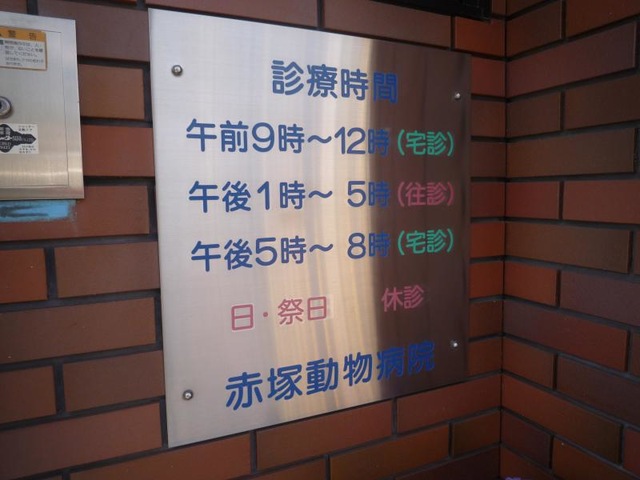 診療時間
午前9時～12時(宅診)
午後1時～5時(往診)
午後5時～8時(宅診)
日・祭日 休診
赤塚動物病院
警告